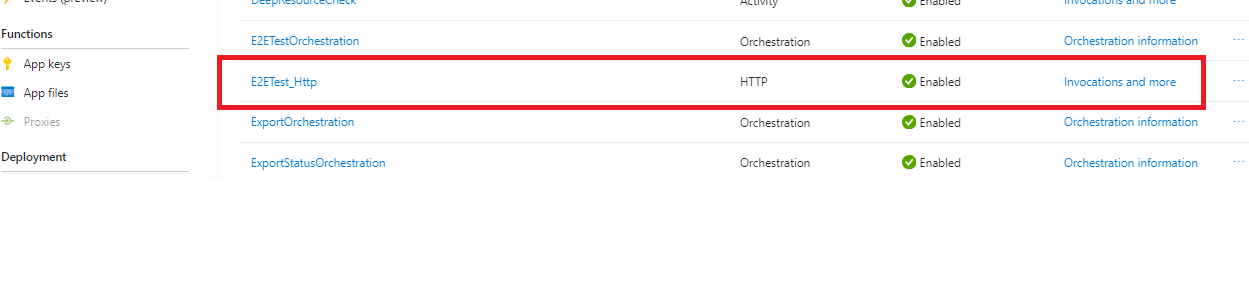 Events (preview)
DeepResourceCheck Activity Enabled Invocations and more
Functions
E2ETestOrchestration Orchestration Enabled Orchestration information ...
App keys
E2ETest_Http HTTP Enabled Invocations and more ...
App files
Proxies
ExportOrchestration Orchestration Enabled Orchestration information ...
Deployment
ExportStatusOrchestration Orchestration Enabled Orchestration information ...